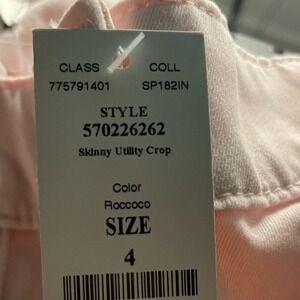 CLASS COLL
775791401 SP182IN
STYLE
570226262
Skinny Utility Crop
Color
Roccoco
SIZE
4